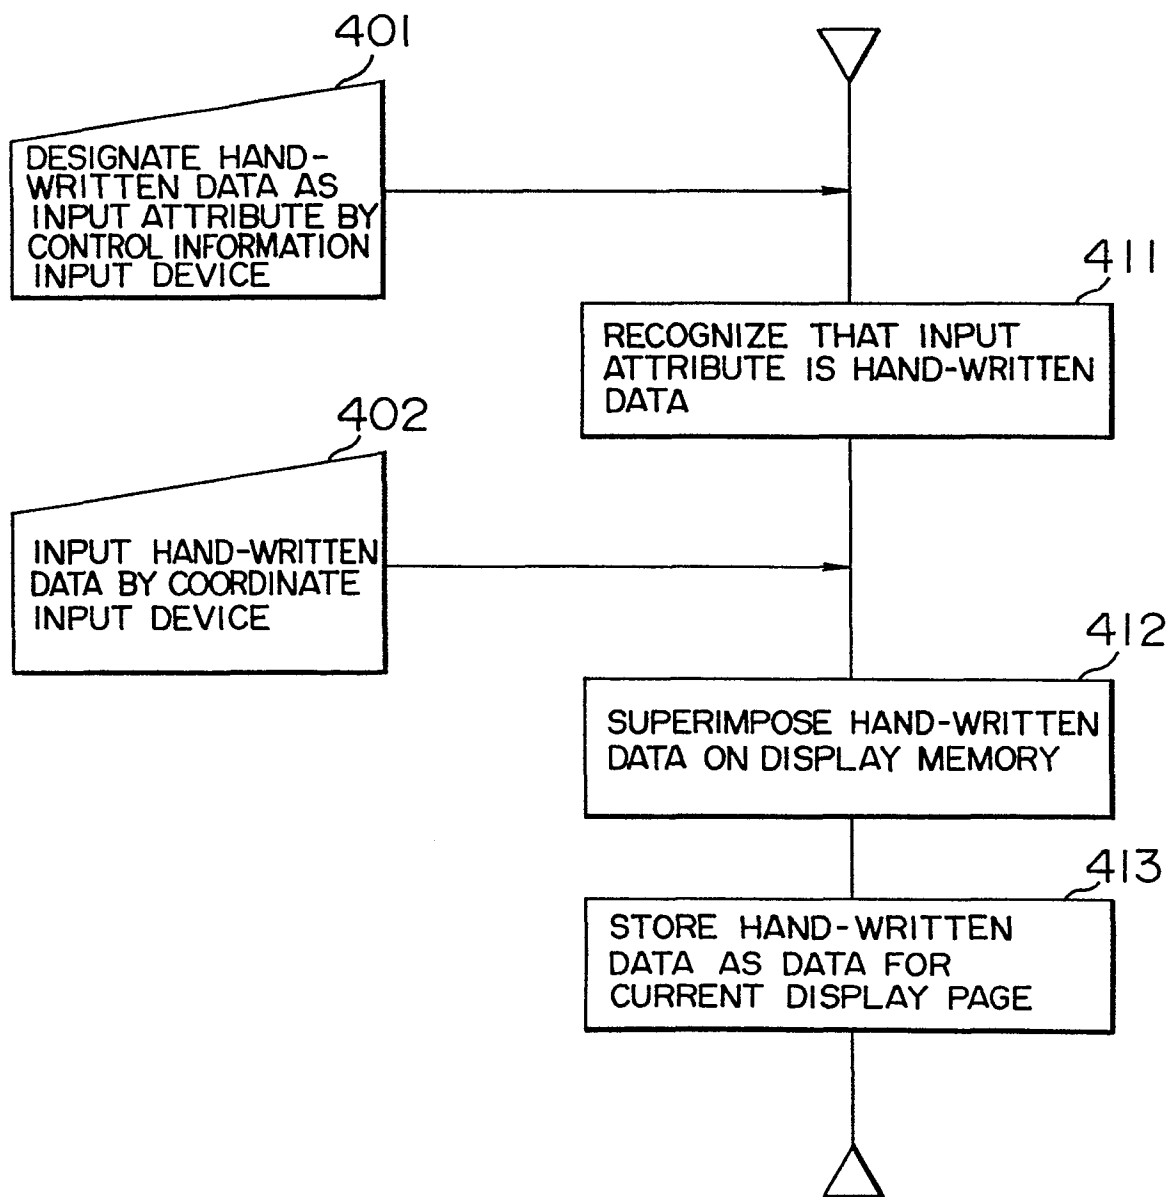 401
DESIGNATE HAND-
WRITTEN DATA AS
INPUT ATTRIBUTE BY
CONTROL INFORMATION
INPUT DEVICE
411
RECOGNIZE THAT INPUT
ATTRIBUTE IS HAND-WRITTEN
DATA
402
INPUT HAND-WRITTEN
DATA BY COORDINATE
INPUT DEVICE
412
SUPERIMPOSE HAND-WRITTEN
DATA ON DISPLAY MEMORY
413
STORE HAND-WRITTEN
DATA AS DATA FOR
CURRENT DISPLAY PAGE